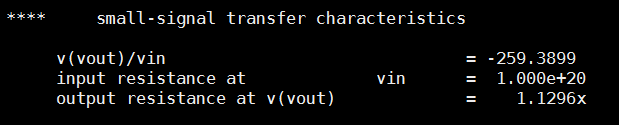 **** small-signal transfer characteristics
v(vout)/vin = -259.3899
input resistance at vin = 1.000e+20
output resistance at v(vout) = 1.1296x